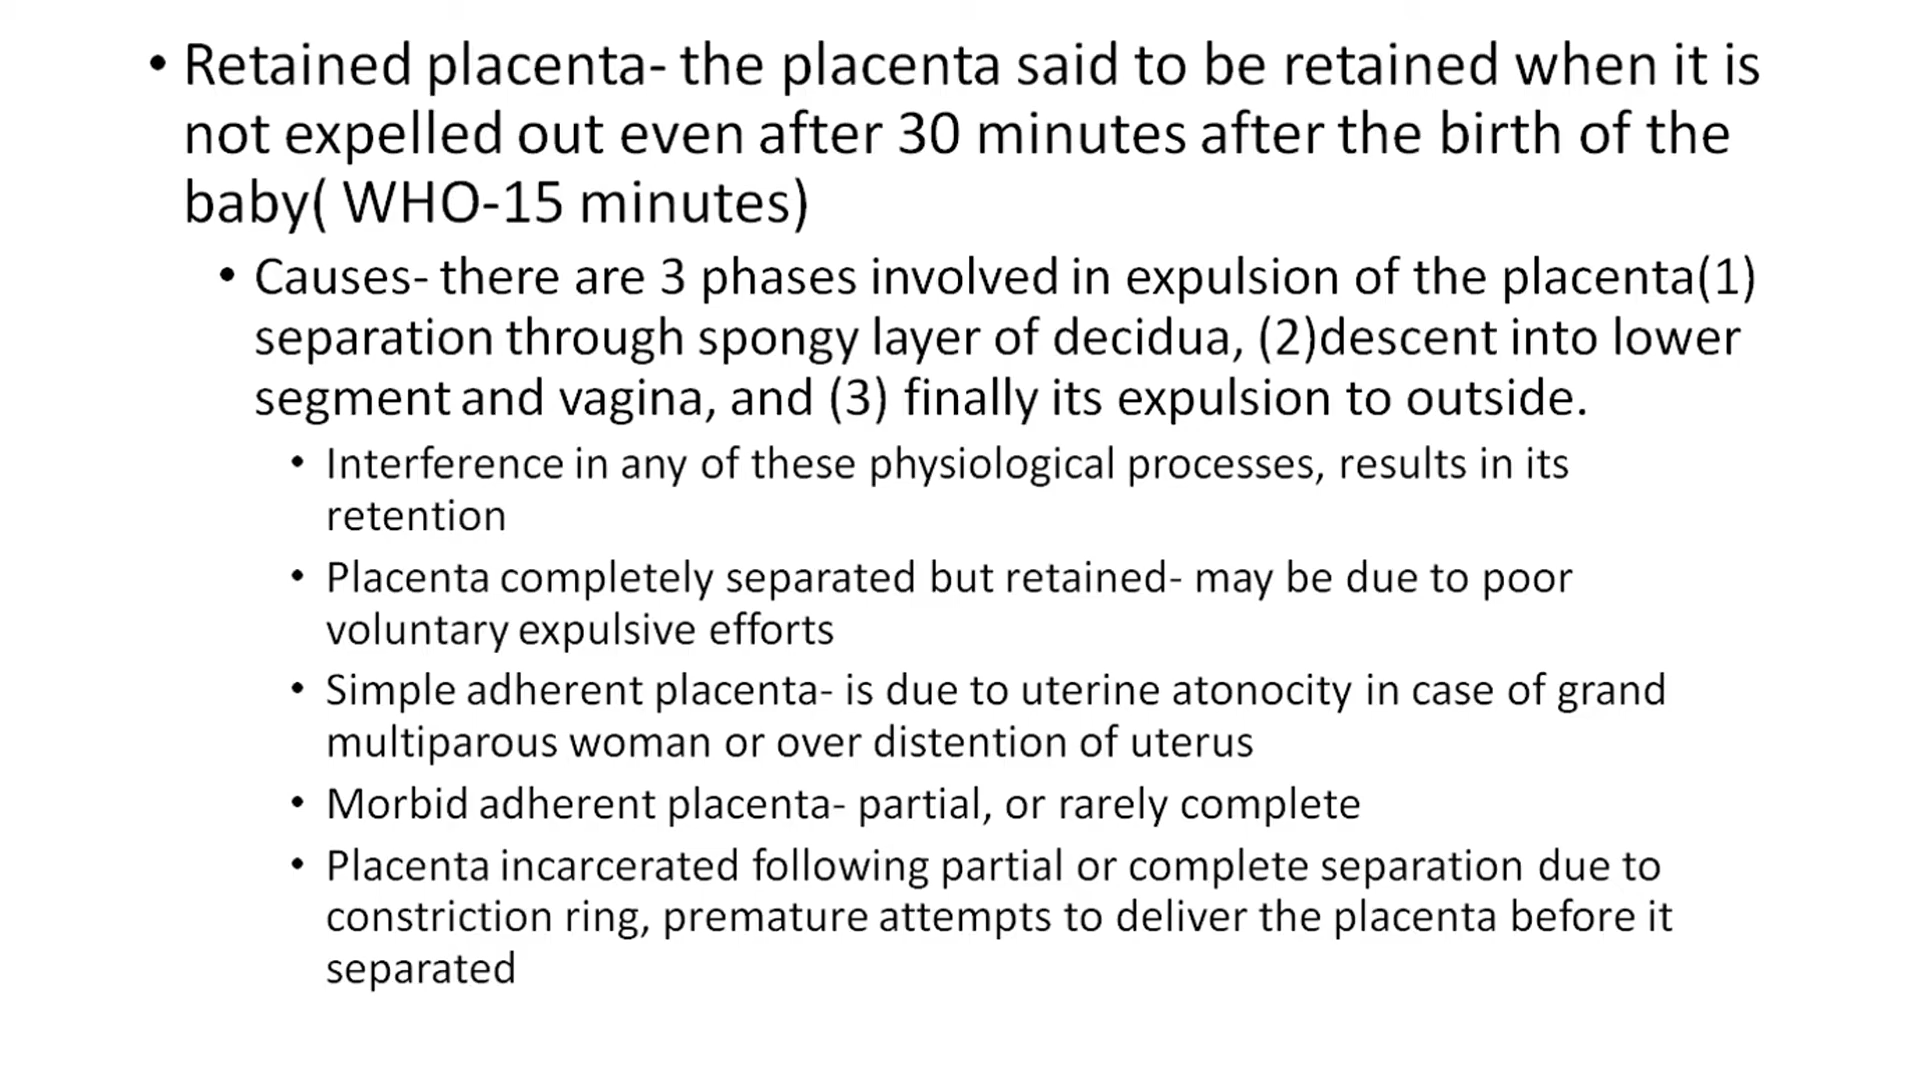 • Retained placenta- the placenta said to be retained when it is
not expelled out even after 30 minutes after the birth of the
baby( WHO-15 minutes)
• Causes- there are 3 phases involved in expulsion of the placenta(1)
separation through spongy layer of decidua, (2)descent into lower
segment and vagina, and (3) finally its expulsion to outside.
• Interference in any of these physiological processes, results in its
retention
• Placenta completely separated but retained- may be due to poor
voluntary expulsive efforts
• Simple adherent placenta- is due to uterine atonocity in case of grand
multiparous woman or over distention of uterus
• Morbid adherent placenta- partial, or rarely complete
• Placenta incarcerated following partial or complete separation due to
constriction ring, premature attempts to deliver the placenta before it
separated